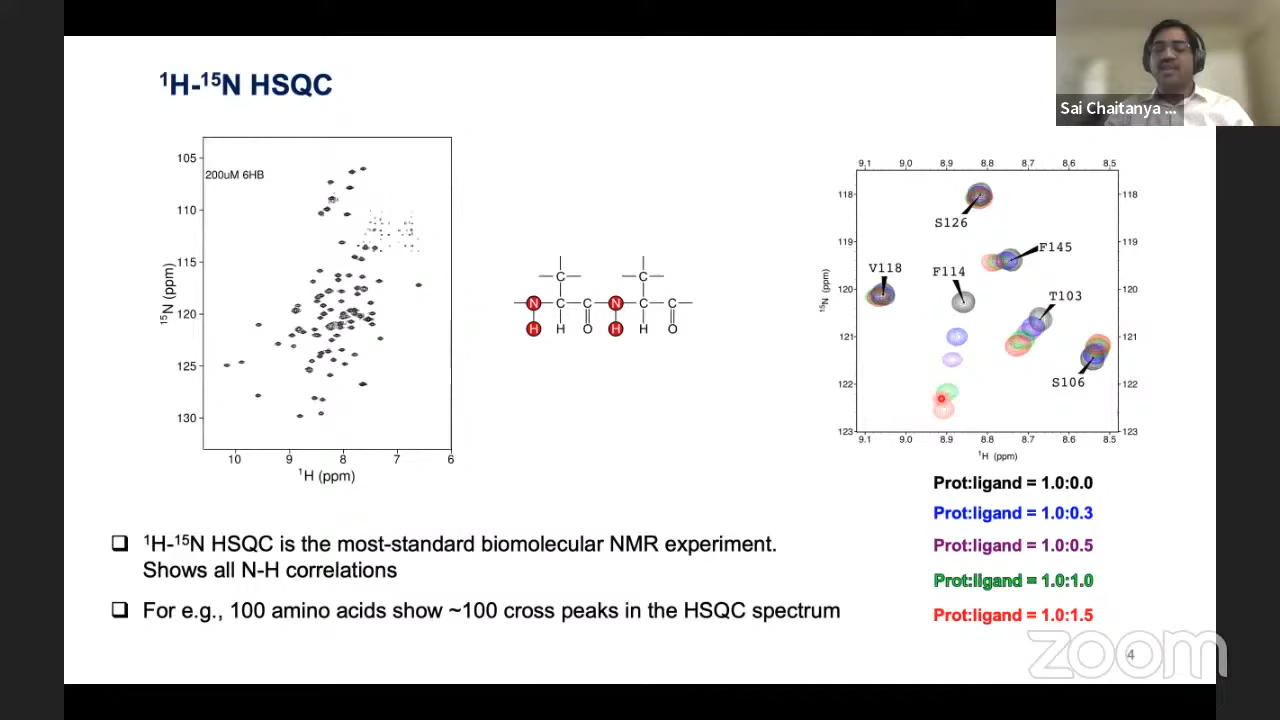 ¹H-¹⁵N HSQC
Sai Chaitanya ...
105
110
115
120
125
130
200uM 6HB
¹⁵N (ppm)
10 9 8 7 6
¹H (ppm)
C C
N C C N C C
H H O H H O
9.1 9.0 8.9 8.8 8.7 8.6 8.5
118 118
119 119
120 120
121 121
122 122
123 123
S126
F145
V118
F114
T103
S106
¹⁵N (ppm)
9.1 9.0 8.9 8.8 8.7 8.6 8.5
¹H (ppm)
Prot:ligand = 1.0:0.0
Prot:ligand = 1.0:0.3
Prot:ligand = 1.0:0.5
Prot:ligand = 1.0:1.0
Prot:ligand = 1.0:1.5
¹H-¹⁵N HSQC is the most-standard biomolecular NMR experiment.
Shows all N-H correlations
For e.g., 100 amino acids show ~100 cross peaks in the HSQC spectrum
zoom
4